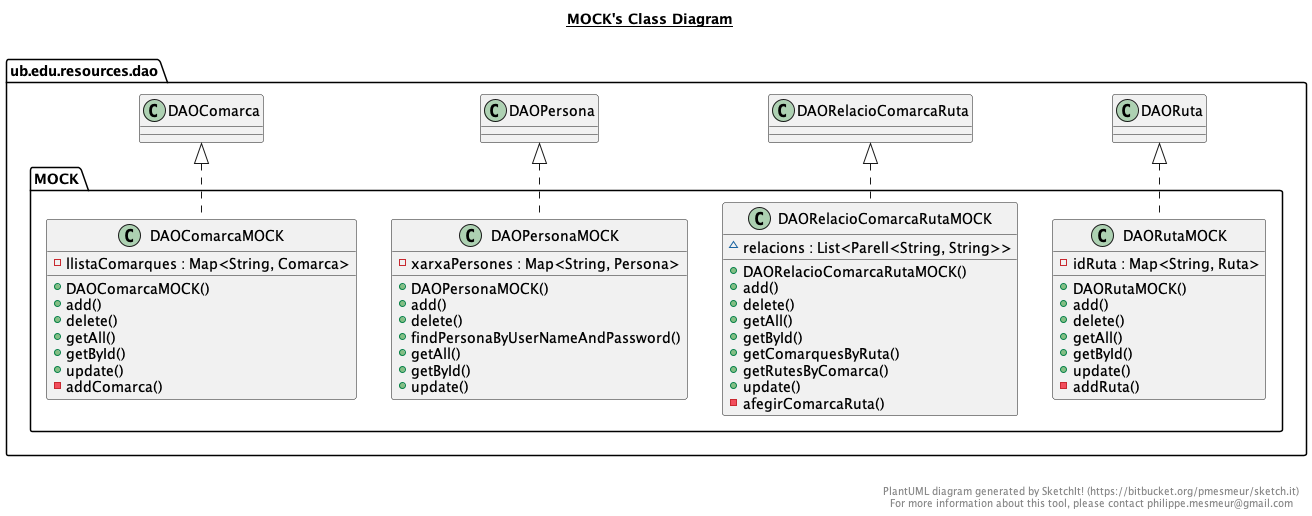 MOCK's Class Diagram
ub.edu.resources.dao
C DAOComarca
C DAOPersona
C DAORelacioComarcaRuta
C DAORuta
MOCK
C DAOComarcaMOCK
llistaComarques : Map<String, Comarca>
DAOComarcaMOCK()
add()
delete()
getAll()
getById()
update()
addComarca()
C DAOPersonaMOCK
xarxaPersones : Map<String, Persona>
DAOPersonaMOCK()
add()
delete()
findPersonaByUserNameAndPassword()
getAll()
getById()
update()
C DAORelacioComarcaRutaMOCK
relacions : List<Parell<String, String>>
DAORelacioComarcaRutaMOCK()
add()
delete()
getAll()
getById()
getComarquesByRuta()
getRutesByComarca()
update()
afegirComarcaRuta()
C DAORutaMOCK
idRuta : Map<String, Ruta>
DAORutaMOCK()
add()
delete()
getAll()
getById()
update()
addRuta()
PlantUML diagram generated by SketchIt! (https://bitbucket.org/pmesmeur/sketch.it)
For more information about this tool, please contact philippe.mesmeur@gmail.com